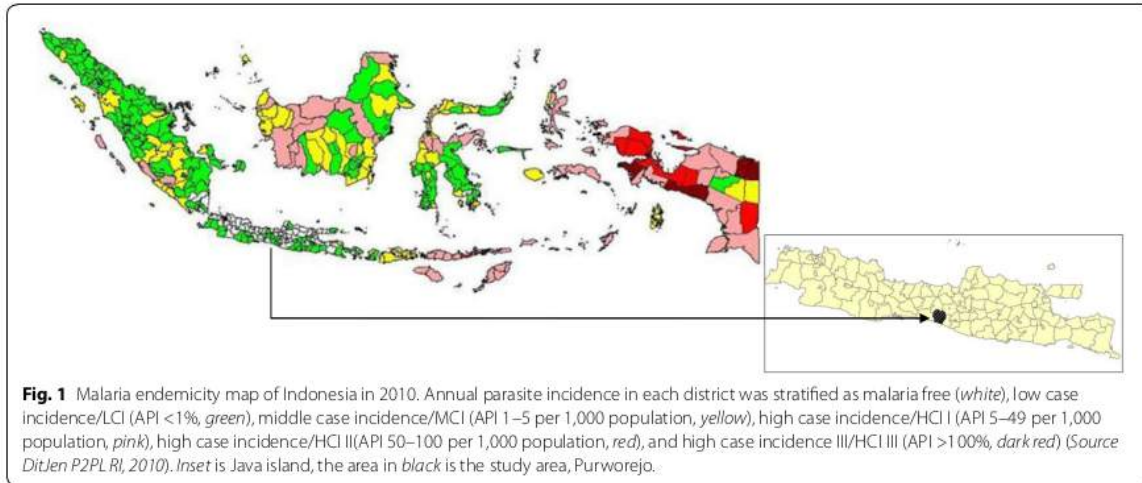 Fig. 1 Malaria endemicity map of Indonesia in 2010. Annual parasite incidence in each district was stratified as malaria free (white), low case
incidence/LCI (API <1%, green), middle case incidence/MCI (API 1–5 per 1,000 population, yellow), high case incidence/HCI I (API 5–49 per 1,000
population, pink), high case incidence/HCI II(API 50–100 per 1,000 population, red), and high case incidence III/HCI III (API >100%, dark red) (Source
DitJen P2PL RI, 2010). Inset is Java island, the area in black is the study area, Purworejo.